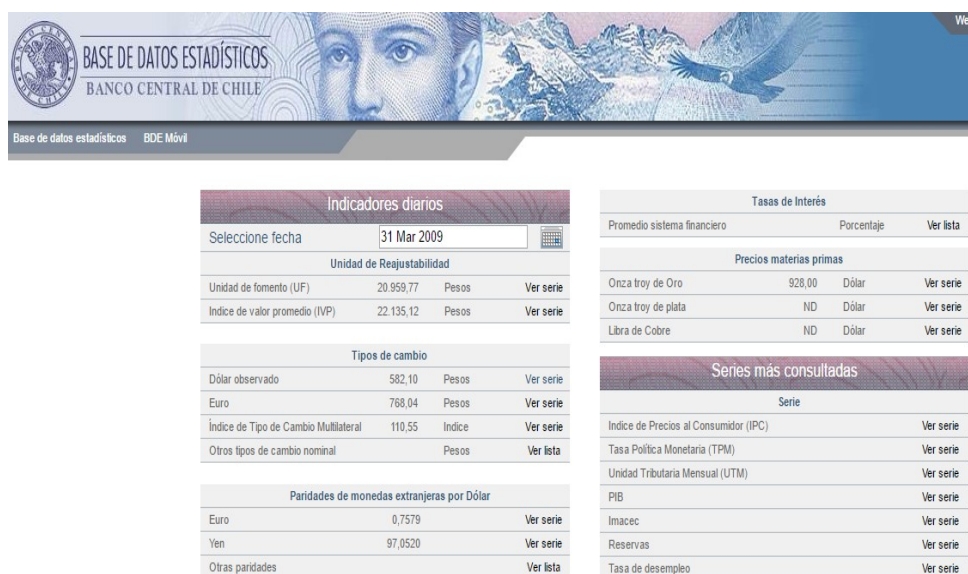 BASE DE DATOS ESTADÍSTICOS
BANCO CENTRAL DE CHILE
Base de datos estadísticos BDE Móvil
Indicadores diarios
Seleccione fecha 31 Mar 2009
Unidad de Reajustabilidad
Unidad de fomento (UF) 20.959,77 Pesos Ver serie
Indice de valor promedio (IVP) 22.135,12 Pesos Ver serie
Tipos de cambio
Dólar observado 582,10 Pesos Ver serie
Euro 768,04 Pesos Ver serie
Índice de Tipo de Cambio Multilateral 110,55 Indice Ver serie
Otros tipos de cambio nominal Pesos Ver lista
Paridades de monedas extranjeras por Dólar
Euro 0,7579 Ver serie
Yen 97,0520 Ver serie
Otras paridades Ver lista
Tasas de Interés
Promedio sistema financiero Porcentaje Ver lista
Precios materias primas
Onza troy de Oro 928,00 Dólar Ver serie
Onza troy de plata ND Dólar Ver serie
Libra de Cobre ND Dólar Ver serie
Series más consultadas
Serie
Indice de Precios al Consumidor (IPC) Ver serie
Tasa Política Monetaria (TPM) Ver serie
Unidad Tributaria Mensual (UTM) Ver serie
PIB Ver serie
Imacec Ver serie
Reservas Ver serie
Tasa de desempleo Ver serie